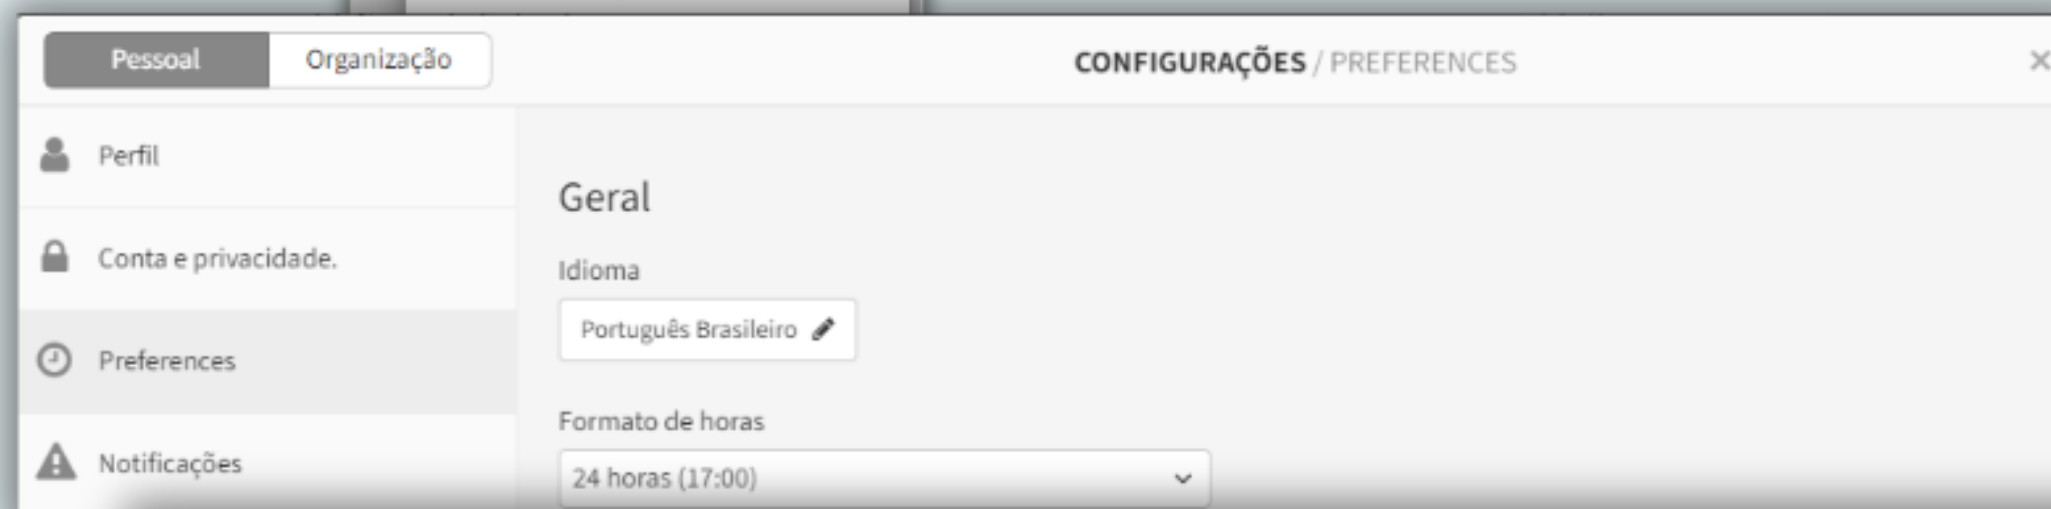 Pessoal Organização
CONFIGURAÇÕES / PREFERENCES
Perfil
Conta e privacidade.
Preferences
Notificações
Geral
Idioma
Português Brasileiro
Formato de horas
24 horas (17:00)